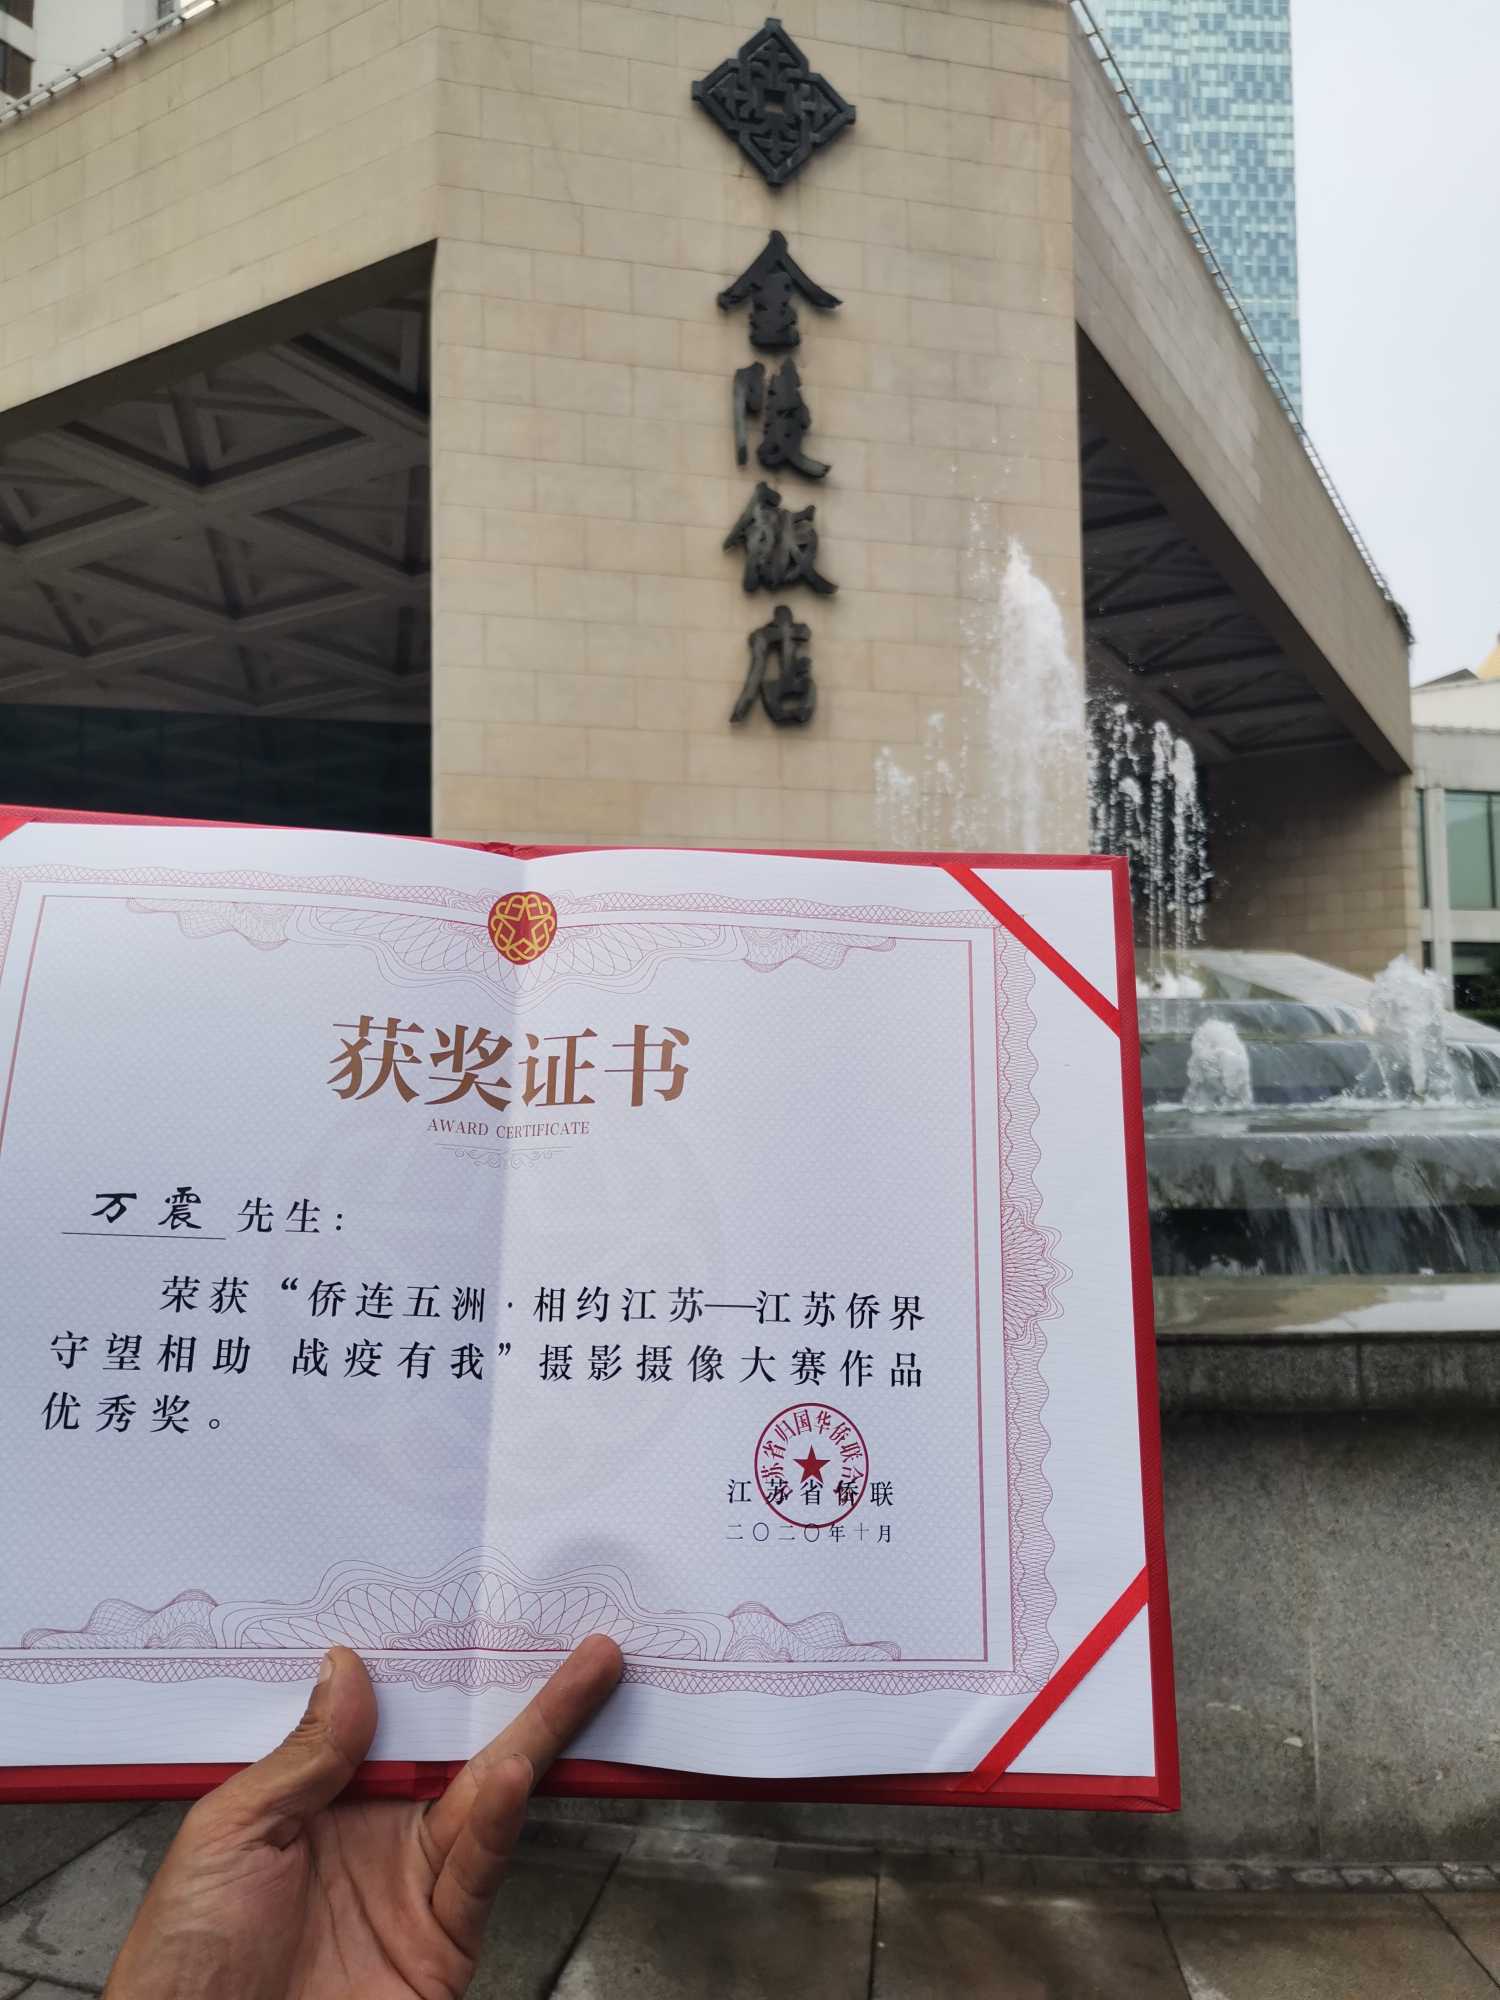 金陵飯店
获奖证书
AWARD CERTIFICATE
万震 先生：
荣获“侨连五洲·相约江苏——江苏侨界
守望相助 战疫有我”摄影摄像大赛作品
优秀奖。
江苏省归国华侨联合会
江苏省侨联
二〇二〇年十月